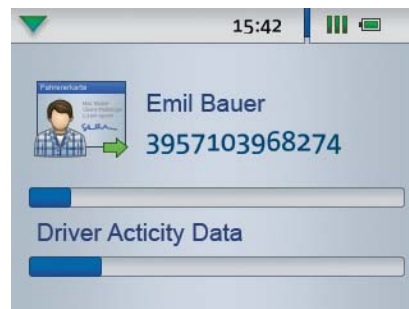 15:42
Fahrerkarte
Emil Bauer
3957103968274
Driver Acticity Data